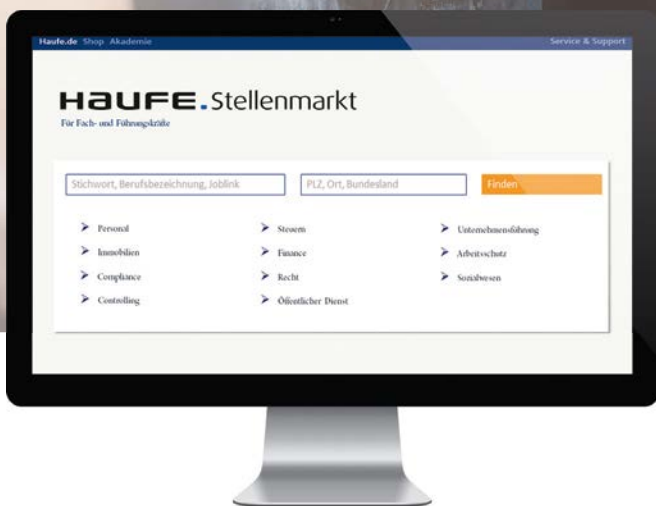 Haufe.de Shop Akademie Service & Support
HAUFE.Stellenmarkt
Für Fach- und Führungskräfte
Stichwort, Berufsbezeichnung, Joblink PLZ, Ort, Bundesland Finden
Personal Steuern Unternehmensführung
Immobilien Finance Arbeitsschutz
Compliance Recht Sozialwesen
Controlling Öffentlicher Dienst